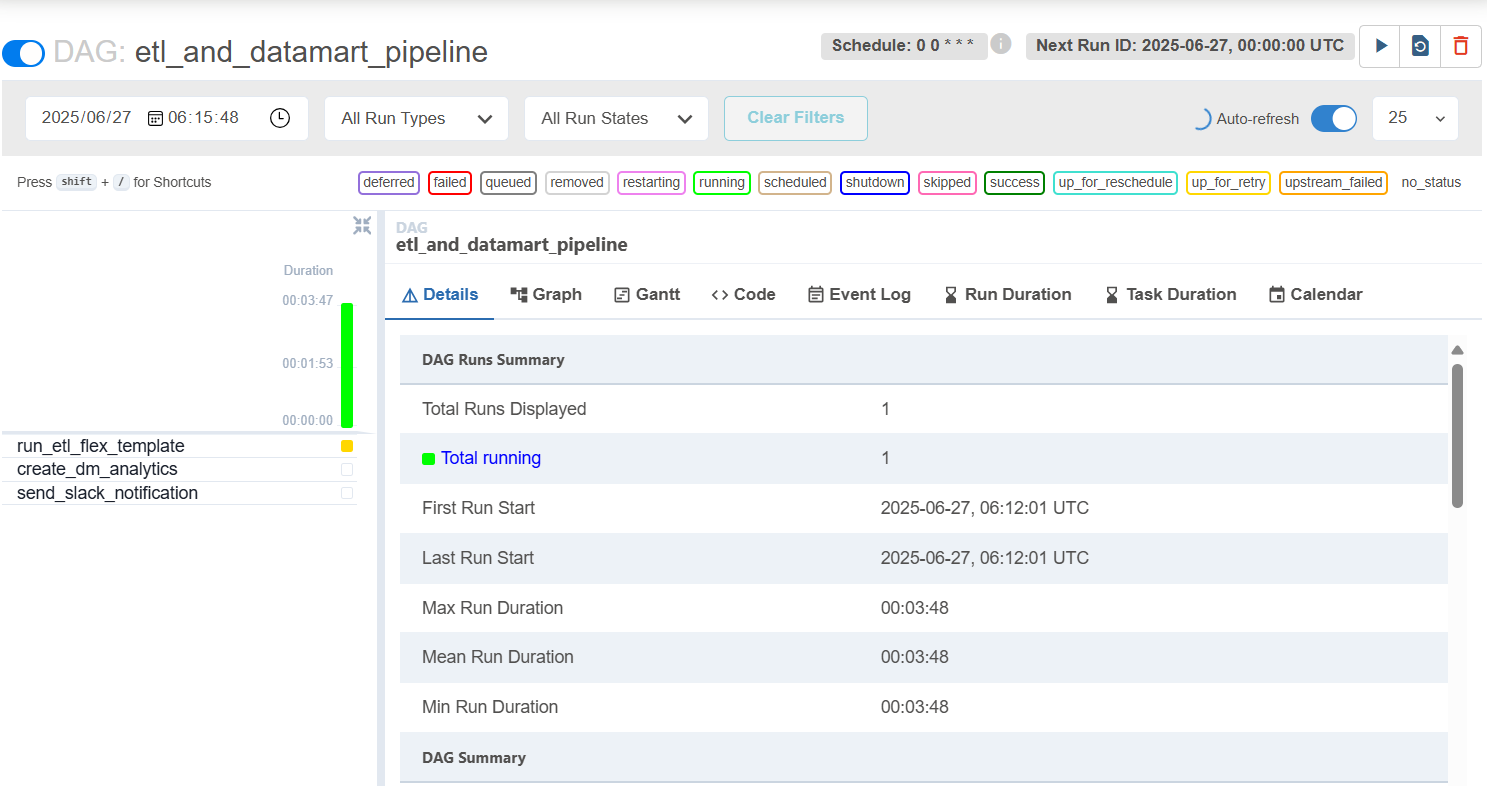 DAG: etl_and_datamart_pipeline
Schedule: 0 0 * * *
Next Run ID: 2025-06-27, 00:00:00 UTC
2025/06/27 06:15:48
All Run Types
All Run States
Clear Filters
Auto-refresh
25
Press shift + / for Shortcuts
deferred failed queued removed restarting running scheduled shutdown skipped success up_for_reschedule up_for_retry upstream_failed no_status
Duration
00:03:47
00:01:53
00:00:00
run_etl_flex_template
create_dm_analytics
send_slack_notification
DAG
etl_and_datamart_pipeline
Details Graph Gantt Code Event Log Run Duration Task Duration Calendar
DAG Runs Summary
Total Runs Displayed 1
Total running 1
First Run Start 2025-06-27, 06:12:01 UTC
Last Run Start 2025-06-27, 06:12:01 UTC
Max Run Duration 00:03:48
Mean Run Duration 00:03:48
Min Run Duration 00:03:48
DAG Summary